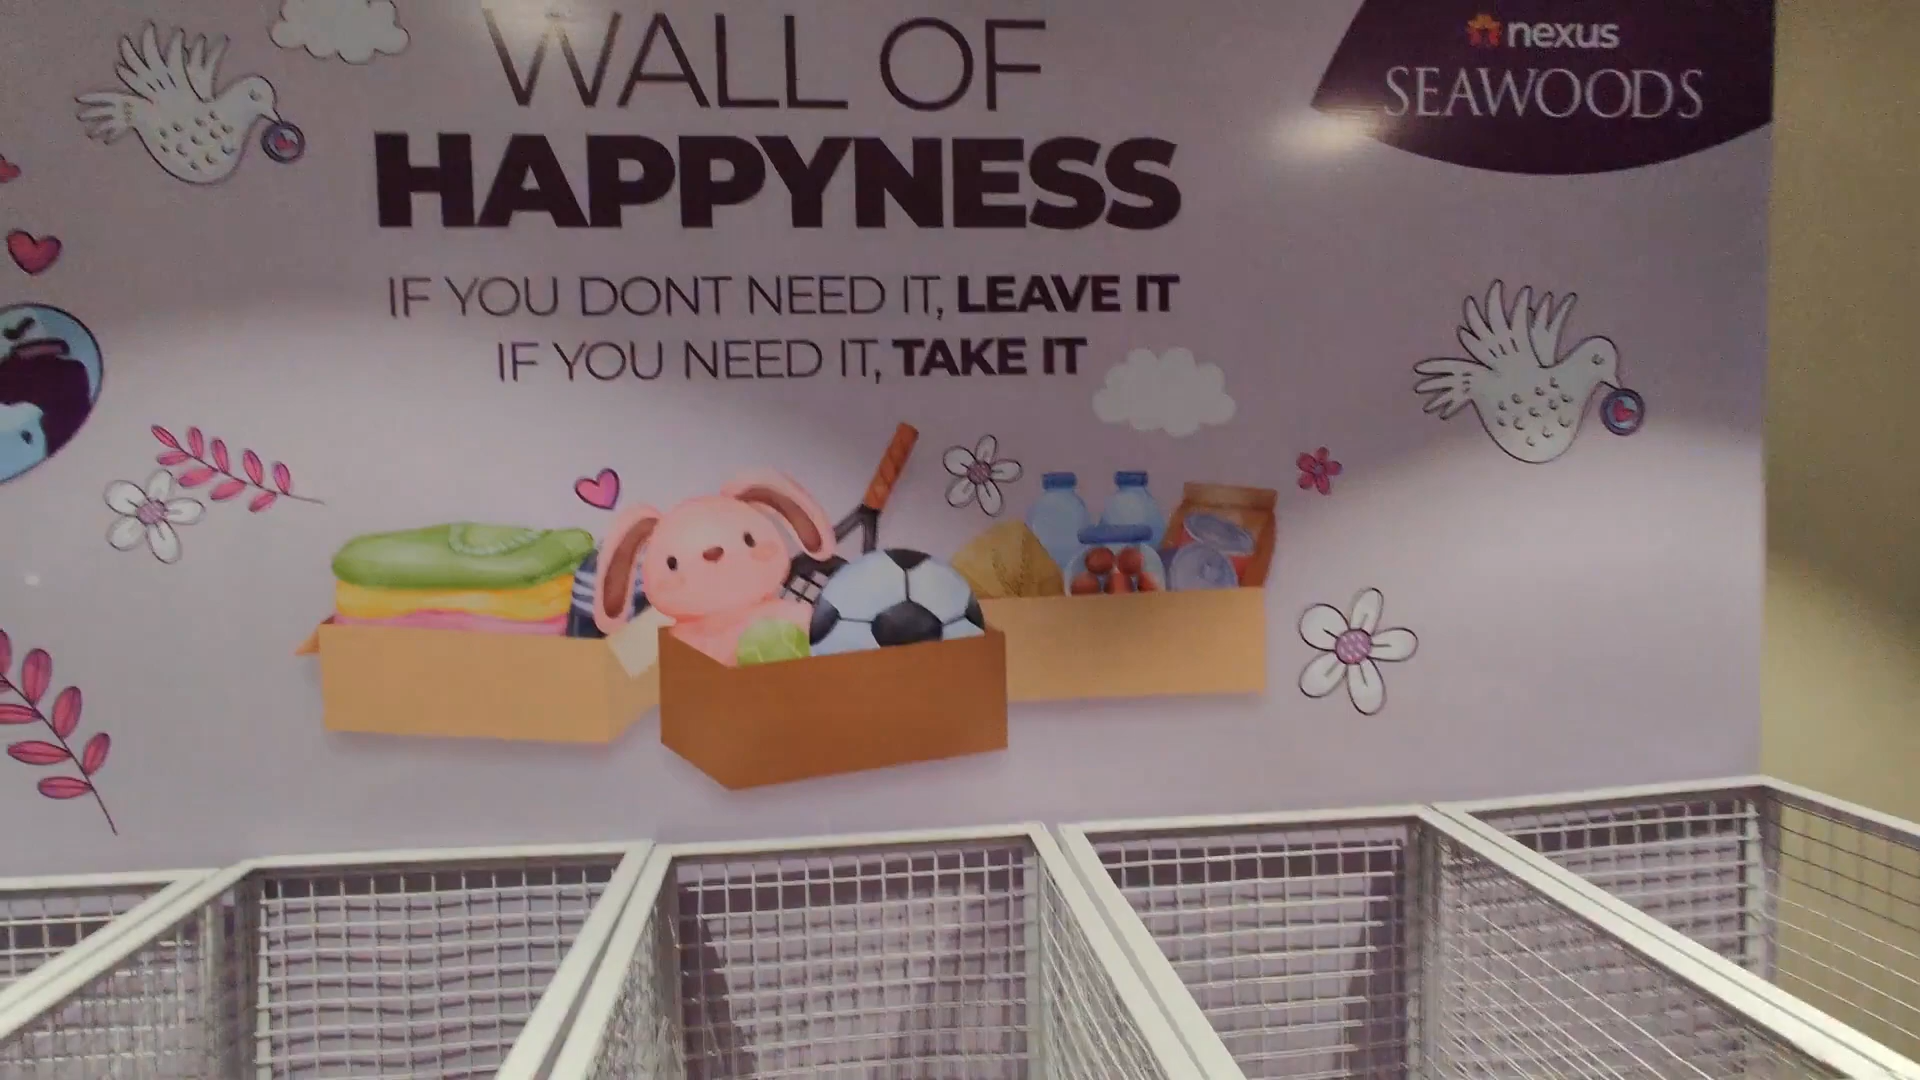 WALL OF
HAPPYNESS
IF YOU DONT NEED IT, LEAVE IT
IF YOU NEED IT, TAKE IT
nexus
SEAWOODS